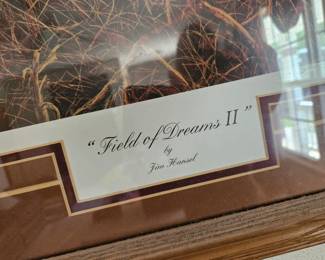 "Field of Dreams II"
by
Jim Hansel